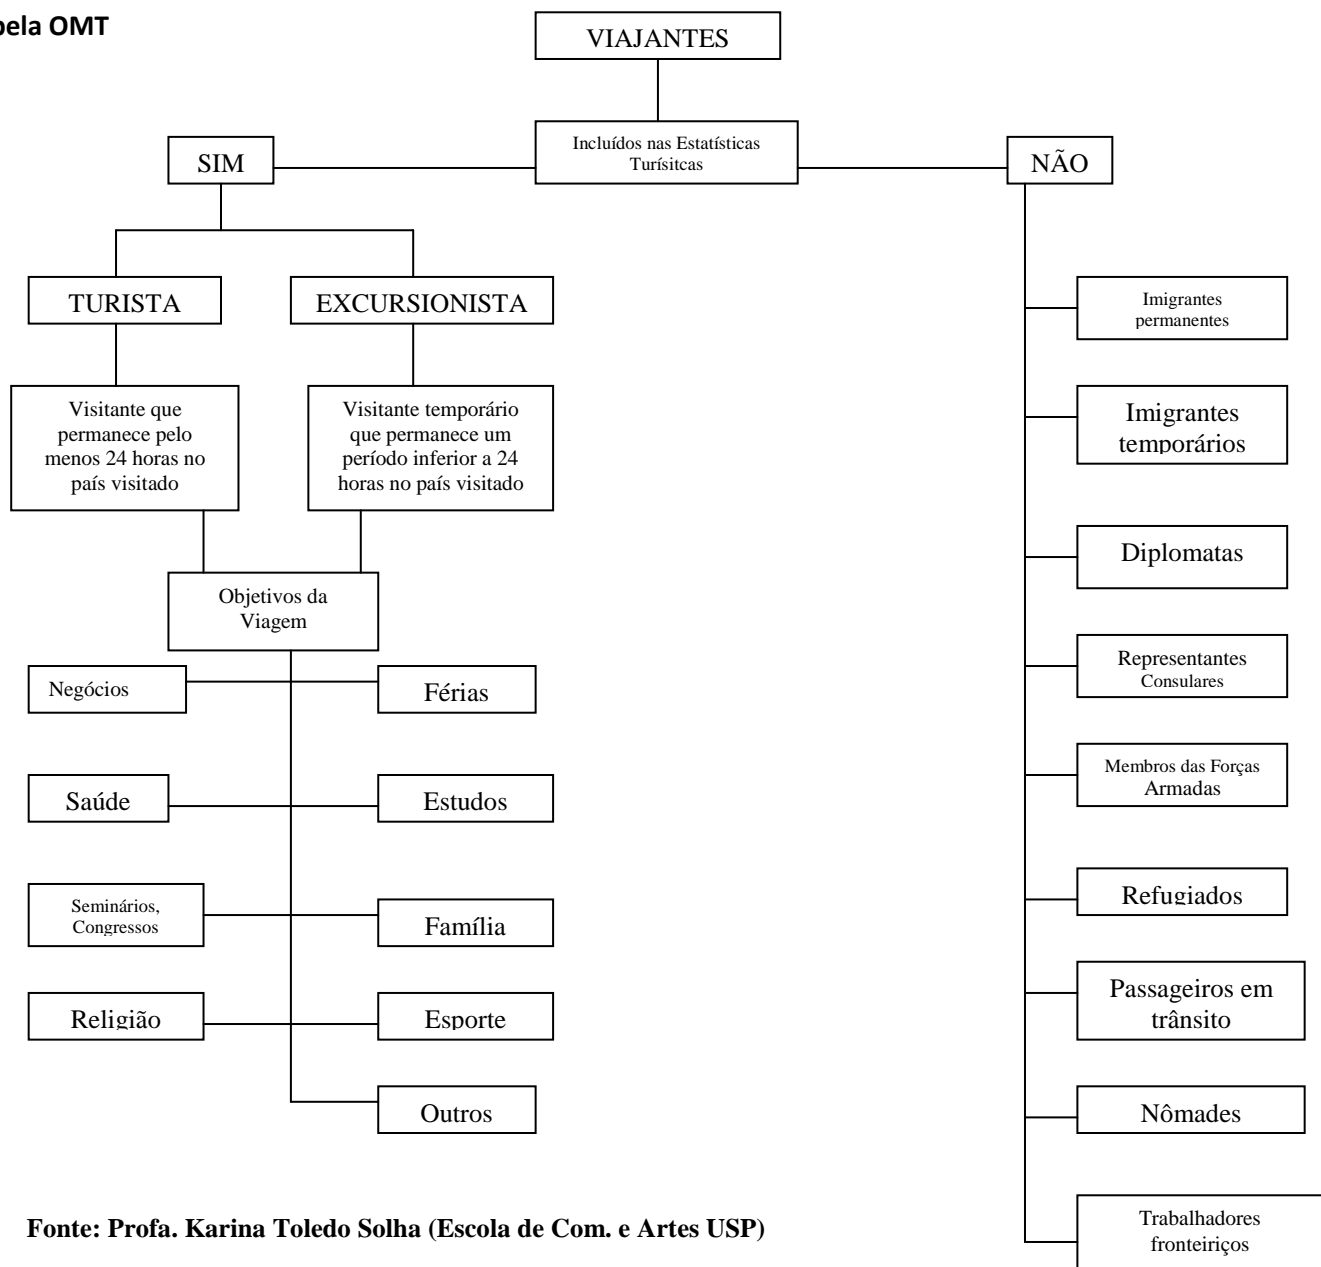 pela OMT
VIAJANTES
Incluídos nas Estatísticas
Turísitcas
SIM
NÃO
TURISTA
EXCURSIONISTA
Visitante que
permanece pelo
menos 24 horas no
país visitado
Visitante temporário
que permanece um
período inferior a 24
horas no país visitado
Objetivos da
Viagem
Negócios
Férias
Saúde
Estudos
Seminários,
Congressos
Família
Religião
Esporte
Outros
Imigrantes
permanentes
Imigrantes
temporários
Diplomatas
Representantes
Consulares
Membros das Forças
Armadas
Refugiados
Passageiros em
trânsito
Nômades
Trabalhadores
fronteiriços
Fonte: Profa. Karina Toledo Solha (Escola de Com. e Artes USP)